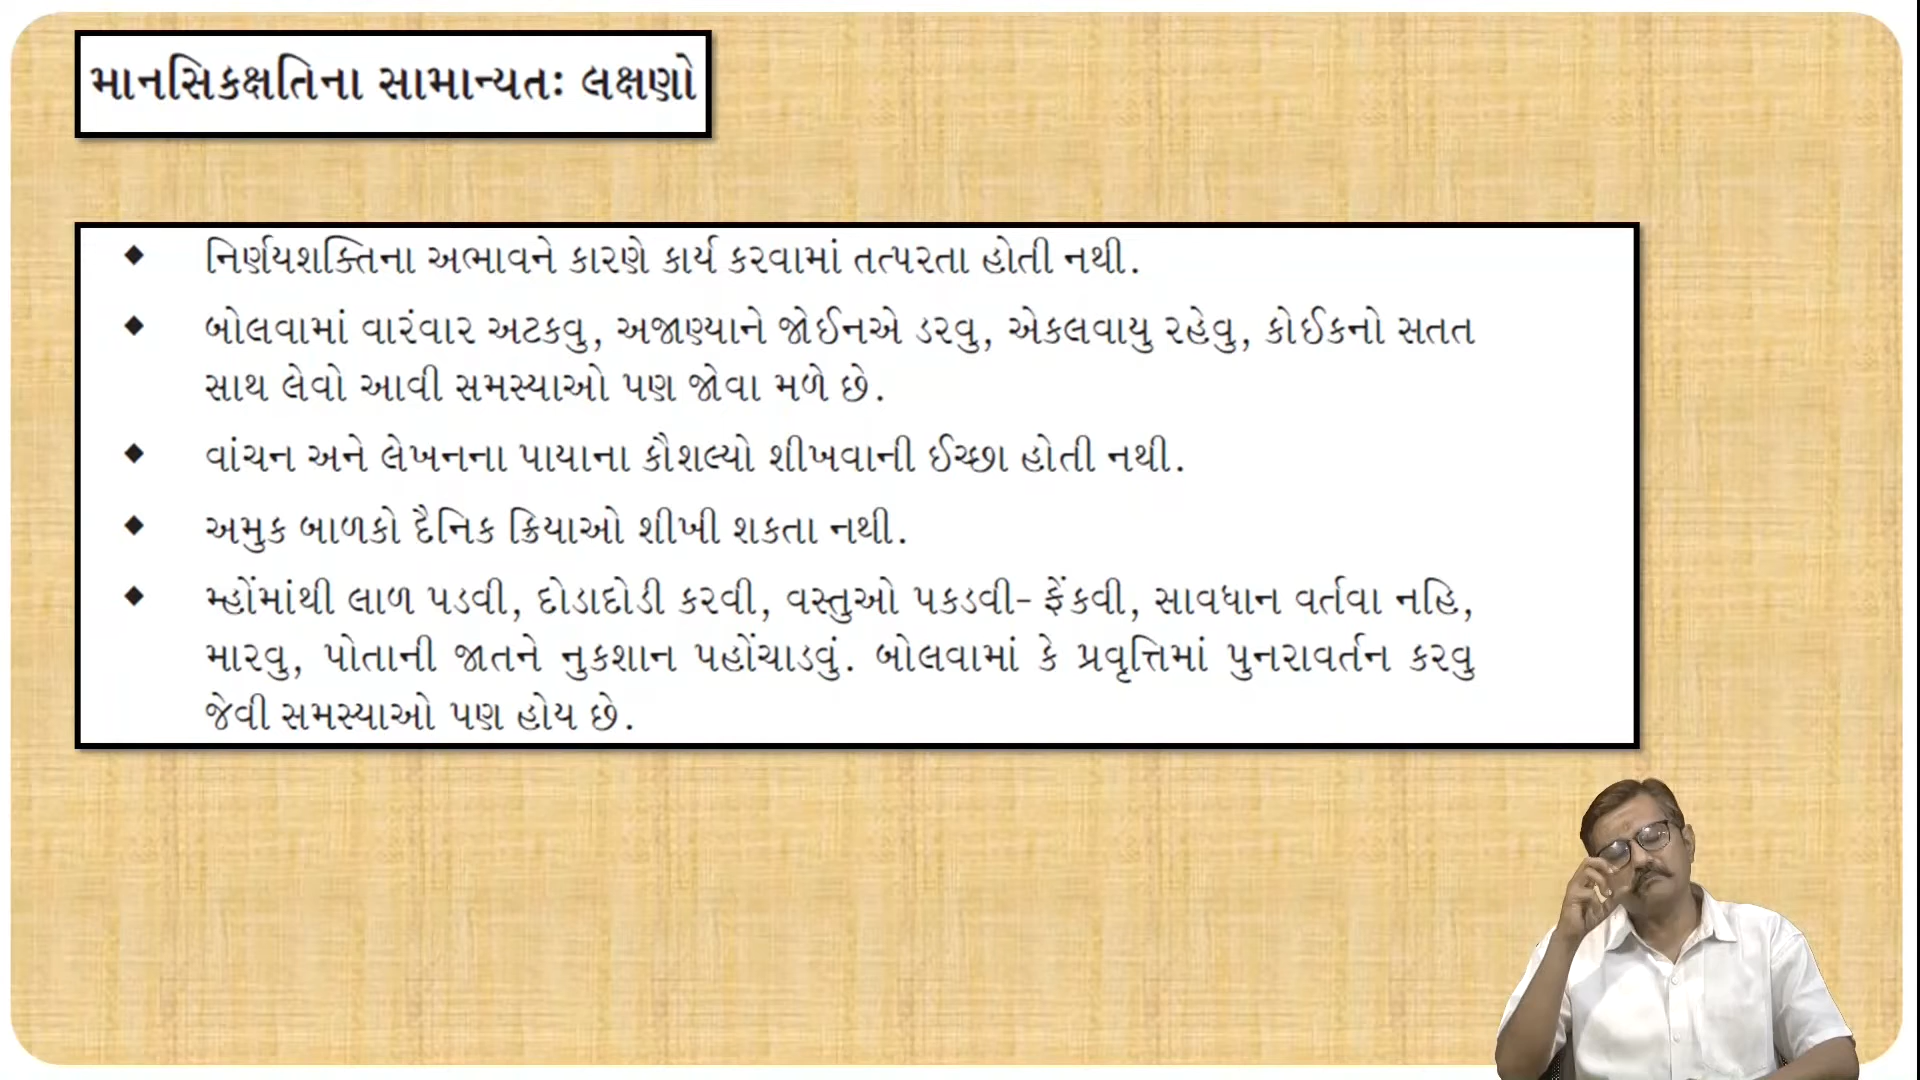 માનસિકક્ષતિના સામાન્યતઃ લક્ષણો
◆ નિર્ણયશક્તિના અભાવને કારણે કાર્ય કરવામાં તત્પરતા હોતી નથી.
◆ બોલવામાં વારંવાર અટકવુ, અજાણ્યાને જોઈનએ ડરવુ, એકલવાયુ રહેવુ, કોઈકનો સતત
સાથ લેવો આવી સમસ્યાઓ પણ જોવા મળે છે.
◆ વાંચન અને લેખનના પાયાના કૌશલ્યો શીખવાની ઈચ્છા હોતી નથી.
◆ અમુક બાળકો દૈનિક ક્રિયાઓ શીખી શકતા નથી.
◆ મ્હોંમાંથી લાળ પડવી, દોડાદોડી કરવી, વસ્તુઓ પકડવી- ફેંકવી, સાવધાન વર્તવા નહિ,
મારવુ, પોતાની જાતને નુકશાન પહોંચાડવું. બોલવામાં કે પ્રવૃત્તિમાં પુનરાવર્તન કરવુ
જેવી સમસ્યાઓ પણ હોય છે.